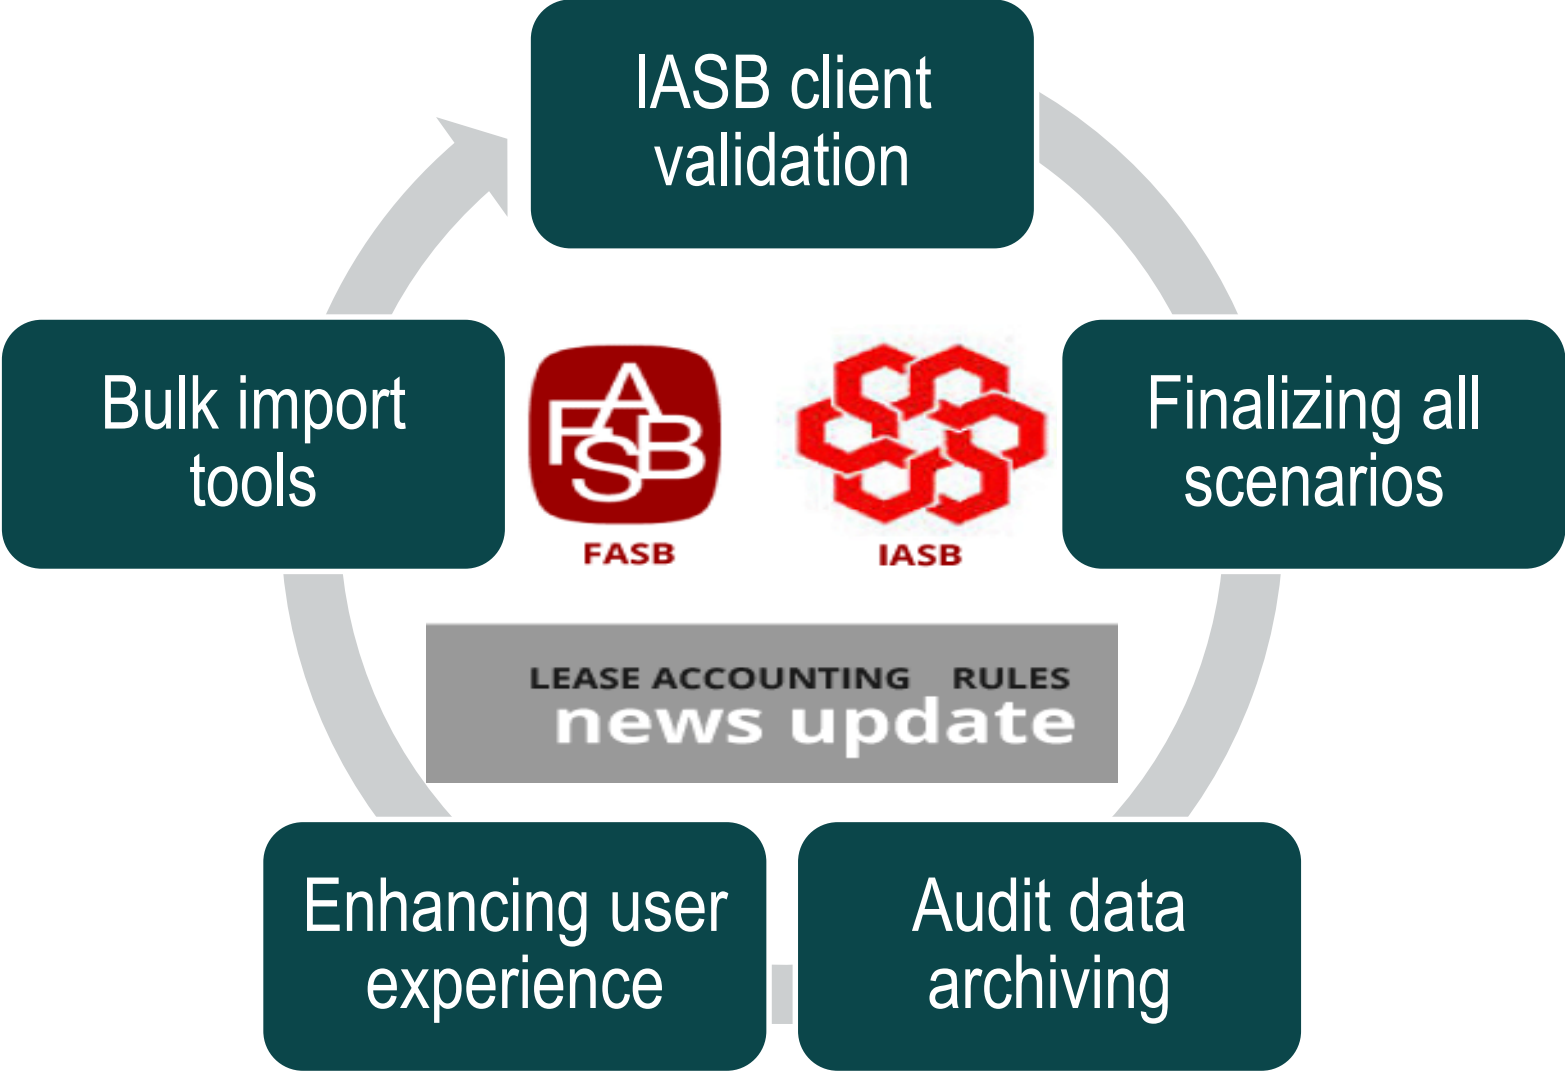 IASB client
validation
Bulk import
tools
FASB
FASB
IASB
Finalizing all
scenarios
LEASE ACCOUNTING RULES
news update
Enhancing user
experience
Audit data
archiving